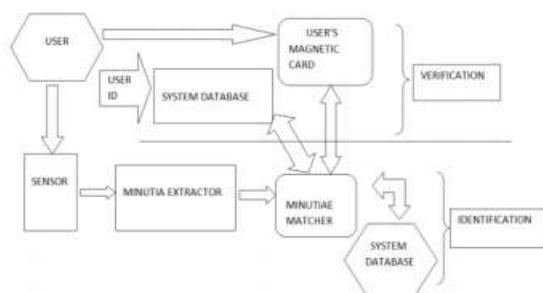 USER
USER'S
MAGNETIC
CARD
USER
ID
SYSTEM DATABASE
VERIFICATION
SENSOR
MINUTIA EXTRACTOR
MINUTIAE
MATCHER
IDENTIFICATION
SYSTEM
DATABASE